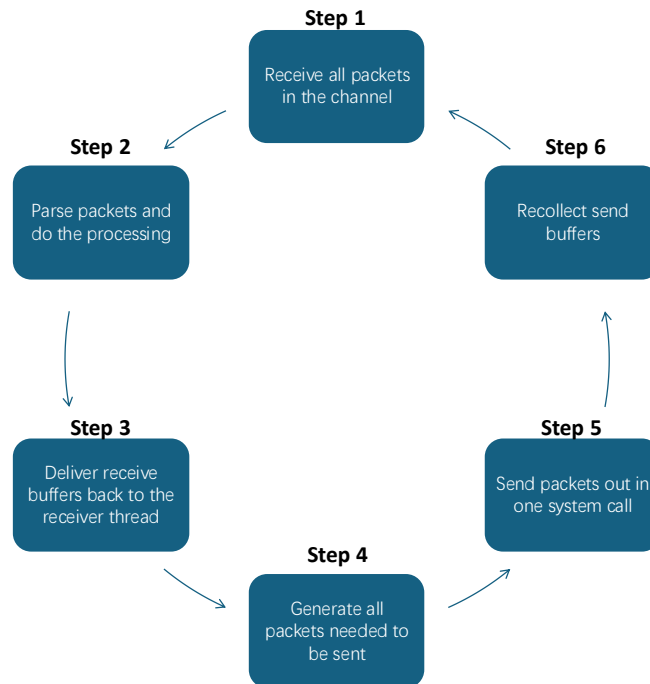 Step 1
Receive all packets
in the channel
Step 2
Parse packets and
do the processing
Step 3
Deliver receive
buffers back to the
receiver thread
Step 4
Generate all
packets needed to
be sent
Step 5
Send packets out in
one system call
Step 6
Recollect send
buffers